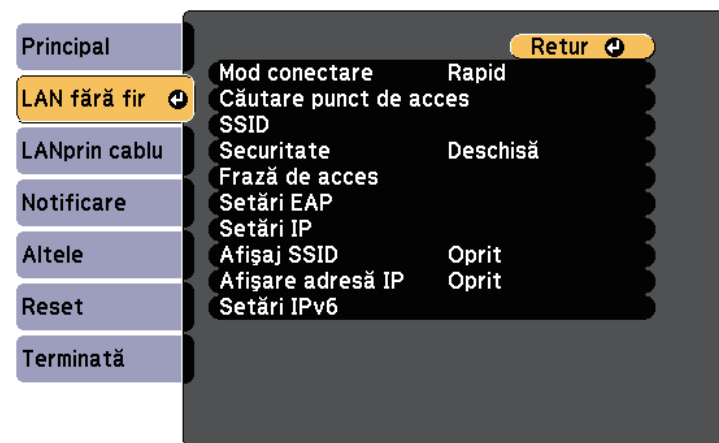 Principal
LAN fără fir
LANprin cablu
Notificare
Altele
Reset
Terminată
Retur
Mod conectare Rapid
Căutare punct de acces
SSID
Securitate Deschisă
Frază de acces
Setări EAP
Setări IP
Afişaj SSID Oprit
Afişare adresă IP Oprit
Setări IPv6